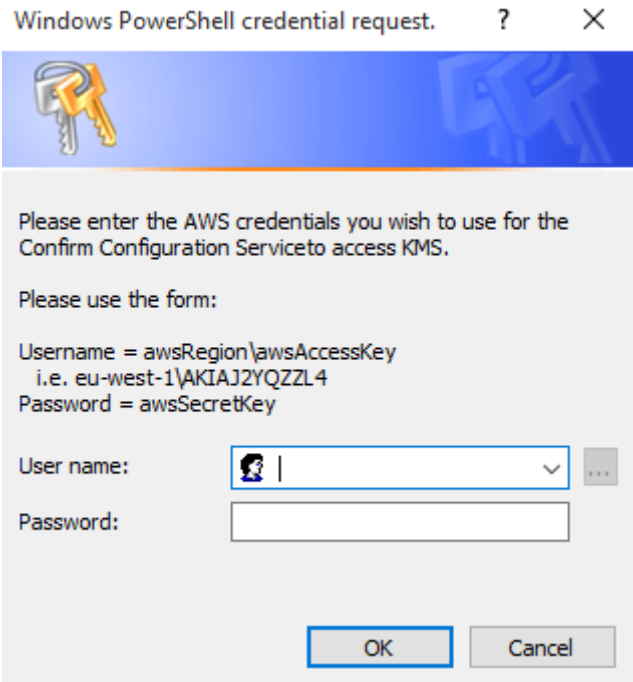 Windows PowerShell credential request. ? ✕
Please enter the AWS credentials you wish to use for the
Confirm Configuration Serviceto access KMS.
Please use the form:
Username = awsRegion\awsAccessKey
i.e. eu-west-1\AKIAJ2YQZZL4
Password = awsSecretKey
User name:
...
Password:
OK Cancel